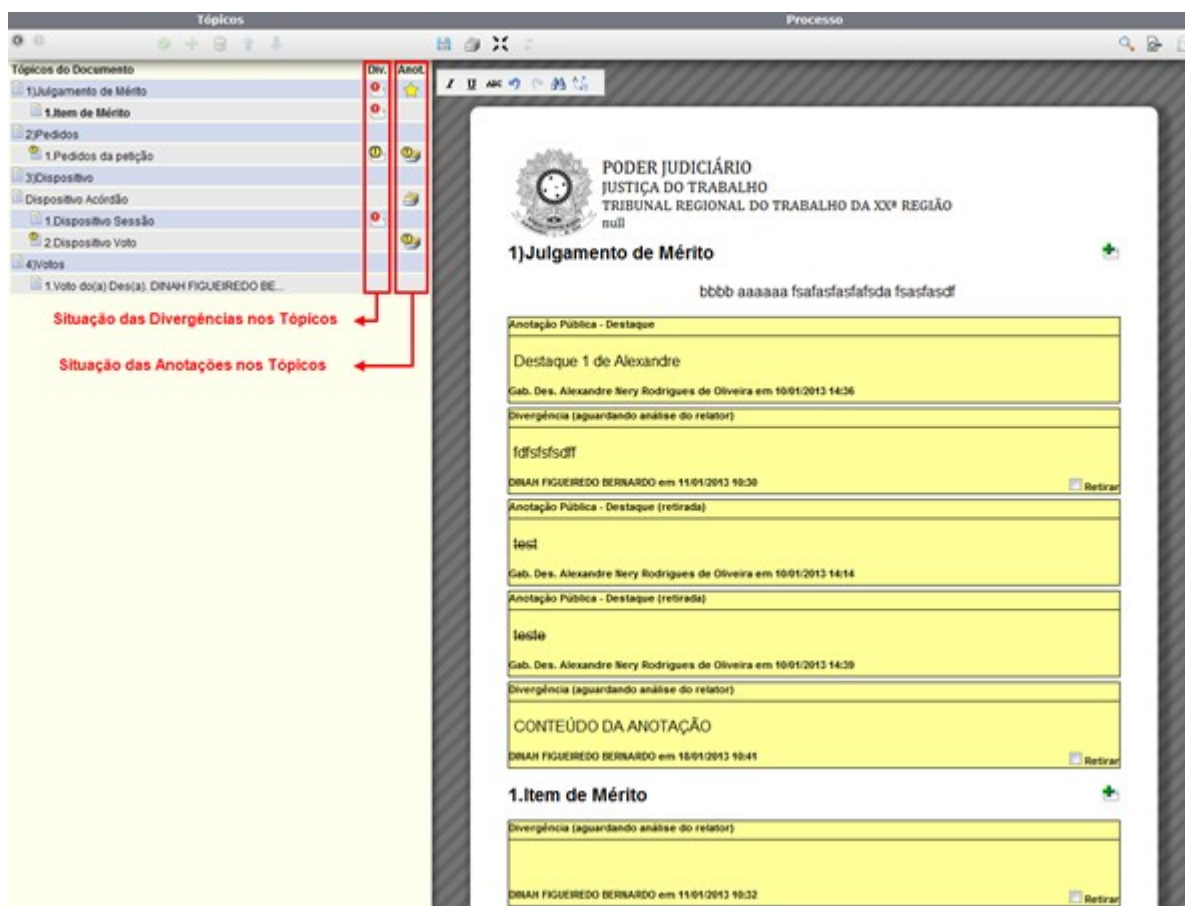 Tópicos
Processo
Tópicos do Documento
Div.
Anot.
1)Julgamento de Mérito
1.Item de Mérito
2)Pedidos
1.Pedidos da petição
3)Dispositivo
Dispositivo Acórdão
1.Dispositivo Sessão
2.Dispositivo Voto
4)Votos
1.Voto do(a) Des(a). DINAH FIGUEIREDO BE...
Situação das Divergências nos Tópicos
Situação das Anotações nos Tópicos
I U ABC
PODER JUDICIÁRIO
JUSTIÇA DO TRABALHO
TRIBUNAL REGIONAL DO TRABALHO DA XXª REGIÃO
null
1)Julgamento de Mérito
bbbb aaaaaa fsafasfasfafsda fsasfasdf
Anotação Pública - Destaque
Destaque 1 de Alexandre
Gab. Des. Alexandre Nery Rodrigues de Oliveira em 10/01/2013 14:36
Divergência (aguardando análise do relator)
fdfsfsfsdff
DINAH FIGUEIREDO BERNARDO em 11/01/2013 10:30
Retirar
Anotação Pública - Destaque (retirada)
test
Gab. Des. Alexandre Nery Rodrigues de Oliveira em 10/01/2013 14:14
Anotação Pública - Destaque (retirada)
teste
Gab. Des. Alexandre Nery Rodrigues de Oliveira em 10/01/2013 14:39
Divergência (aguardando análise do relator)
CONTEÚDO DA ANOTAÇÃO
DINAH FIGUEIREDO BERNARDO em 18/01/2013 10:41
Retirar
1.Item de Mérito
Divergência (aguardando análise do relator)
DINAH FIGUEIREDO BERNARDO em 11/01/2013 10:32
Retirar